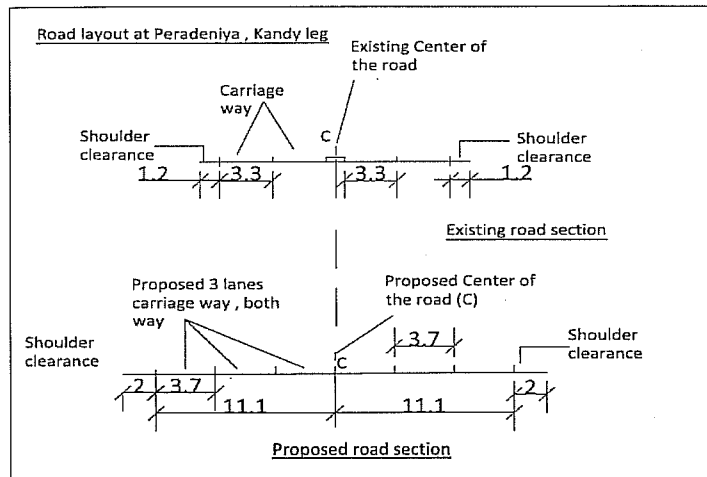 Road layout at Peradeniya , Kandy leg
Existing Center of
the road
Carriage
way
C
Shoulder
clearance
Shoulder
clearance
1.2
3.3
3.3
1.2
Existing road section
Proposed 3 lanes
carriage way , both
way
Proposed Center of
the road (C)
Shoulder
clearance
3.7
Shoulder
clearance
C
2
3.7
2
11.1
11.1
Proposed road section